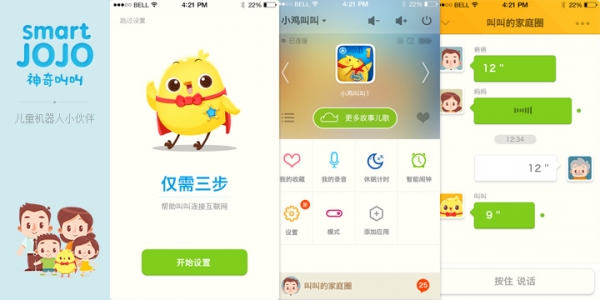 smart
JOJO
神奇叫叫
儿童机器人小伙伴
●●●○○ BELL 4:21 PM 22%
跳过设置
仅需三步
帮助叫叫连接互联网
开始设置
●●●○○ BELL 4:21 PM 22%
小鸡叫叫
已连接
小鸡叫叫1
更多故事儿歌
我的收藏
我的录音
休眠计时
智能闹钟
设置
新
模式
添加应用
叫叫的家庭圈
25
●●●○○ BELL 4:21 PM 22%
叫叫的家庭圈
爸爸
12 "
妈妈
12:34
12 "
叫叫
9 "
按住 说话